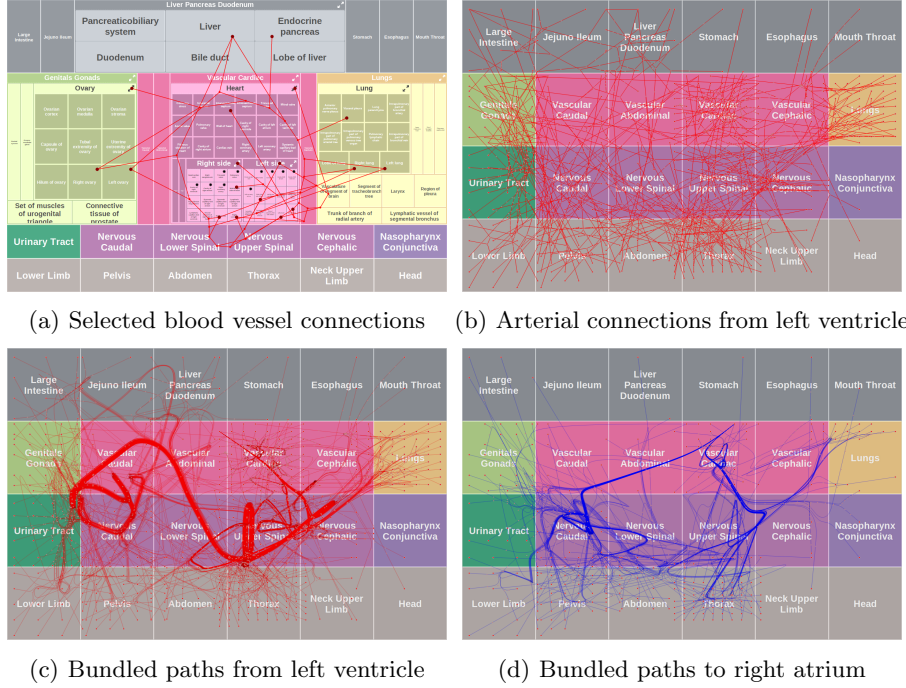 Liver Pancreas Duodenum
Large Intestine
Jejuno Ileum
Pancreaticobiliary system
Liver
Endocrine pancreas
Duodenum
Bile duct
Lobe of liver
Stomach
Esophagus
Mouth Throat
Genitals Gonads
Vascular Cardiac
Lungs
Ovary
Heart
Lung
Right side
Left side
Right ovary
Left ovary
Left lung
Larynx
Region of pleura
Set of muscles of urogenital triangle
Connective tissue of prostate
Trunk of branch of radial artery
Lymphatic vessel of segmental bronchus
Urinary Tract
Nervous Caudal
Nervous Lower Spinal
Nervous Upper Spinal
Nervous Cephalic
Nasopharynx Conjunctiva
Lower Limb
Pelvis
Abdomen
Thorax
Neck Upper Limb
Head
(a) Selected blood vessel connections
Large Intestine
Jejuno Ileum
Liver Pancreas Duodenum
Stomach
Esophagus
Mouth Throat
Genitals Gonads
Vascular Caudal
Vascular Abdominal
Vascular Cardiac
Vascular Cephalic
Lungs
Urinary Tract
Nervous Caudal
Nervous Lower Spinal
Nervous Upper Spinal
Nervous Cephalic
Nasopharynx Conjunctiva
Lower Limb
Pelvis
Abdomen
Thorax
Neck Upper Limb
Head
(b) Arterial connections from left ventricle
Large Intestine
Jejuno Ileum
Liver Pancreas Duodenum
Stomach
Esophagus
Mouth Throat
Genitals Gonads
Vascular Caudal
Vascular Abdominal
Vascular Cardiac
Vascular Cephalic
Lungs
Urinary Tract
Nervous Caudal
Nervous Lower Spinal
Nervous Upper Spinal
Nervous Cephalic
Nasopharynx Conjunctiva
Lower Limb
Pelvis
Abdomen
Thorax
Neck Upper Limb
Head
(c) Bundled paths from left ventricle
Large Intestine
Jejuno Ileum
Liver Pancreas Duodenum
Stomach
Esophagus
Mouth Throat
Genitals Gonads
Vascular Caudal
Vascular Abdominal
Vascular Cardiac
Vascular Cephalic
Lungs
Urinary Tract
Nervous Caudal
Nervous Lower Spinal
Nervous Upper Spinal
Nervous Cephalic
Nasopharynx Conjunctiva
Lower Limb
Pelvis
Abdomen
Thorax
Neck Upper Limb
Head
(d) Bundled paths to right atrium